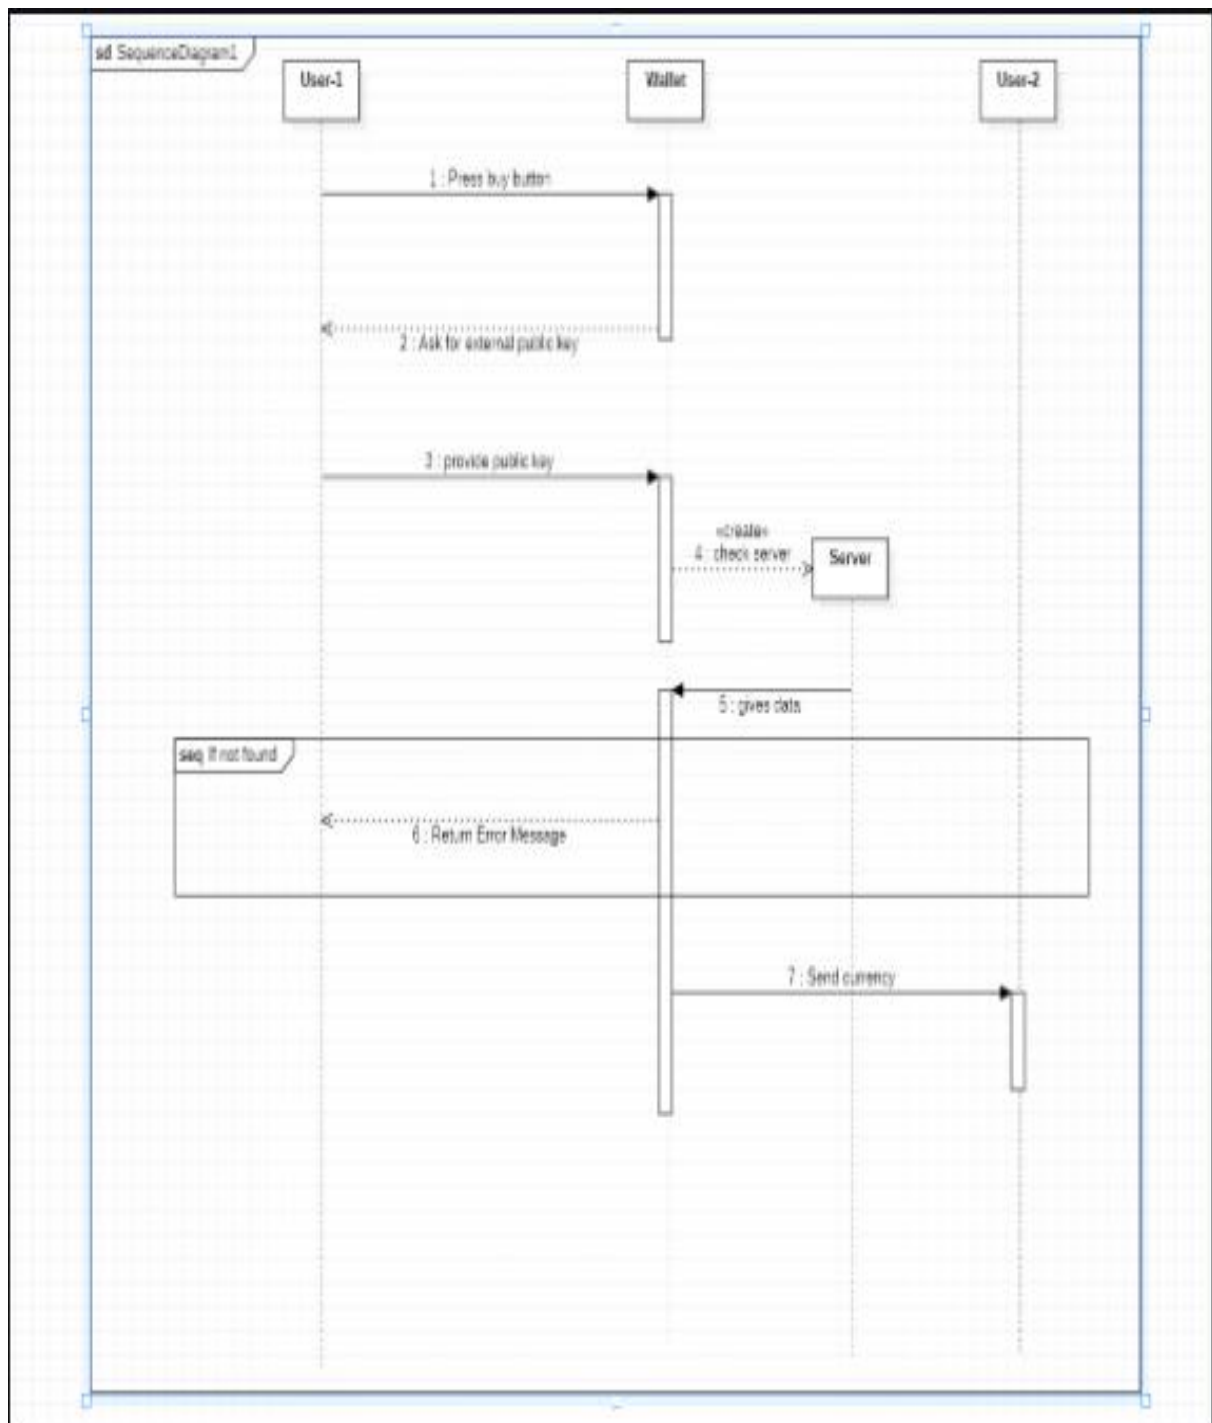 sd SequenceDiagram1
User-1
Wallet
User-2
1 : Press buy button
2 : Ask for external public key
3 : provide public key
«create»
4 : check server
Server
5 : gives data
seq If not found
6 : Return Error Message
7 : Send currency